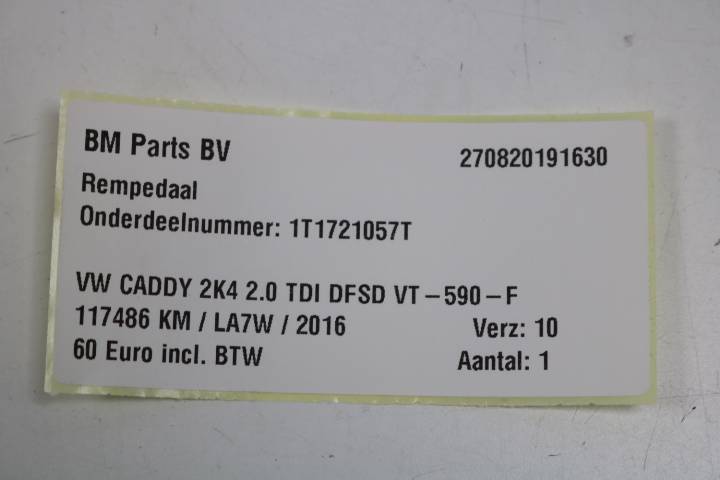 BM Parts BV 270820191630
Rempedaal
Onderdeelnummer: 1T1721057T
VW CADDY 2K4 2.0 TDI DFSD VT-590-F
117486 KM / LA7W / 2016 Verz: 10
60 Euro incl. BTW Aantal: 1